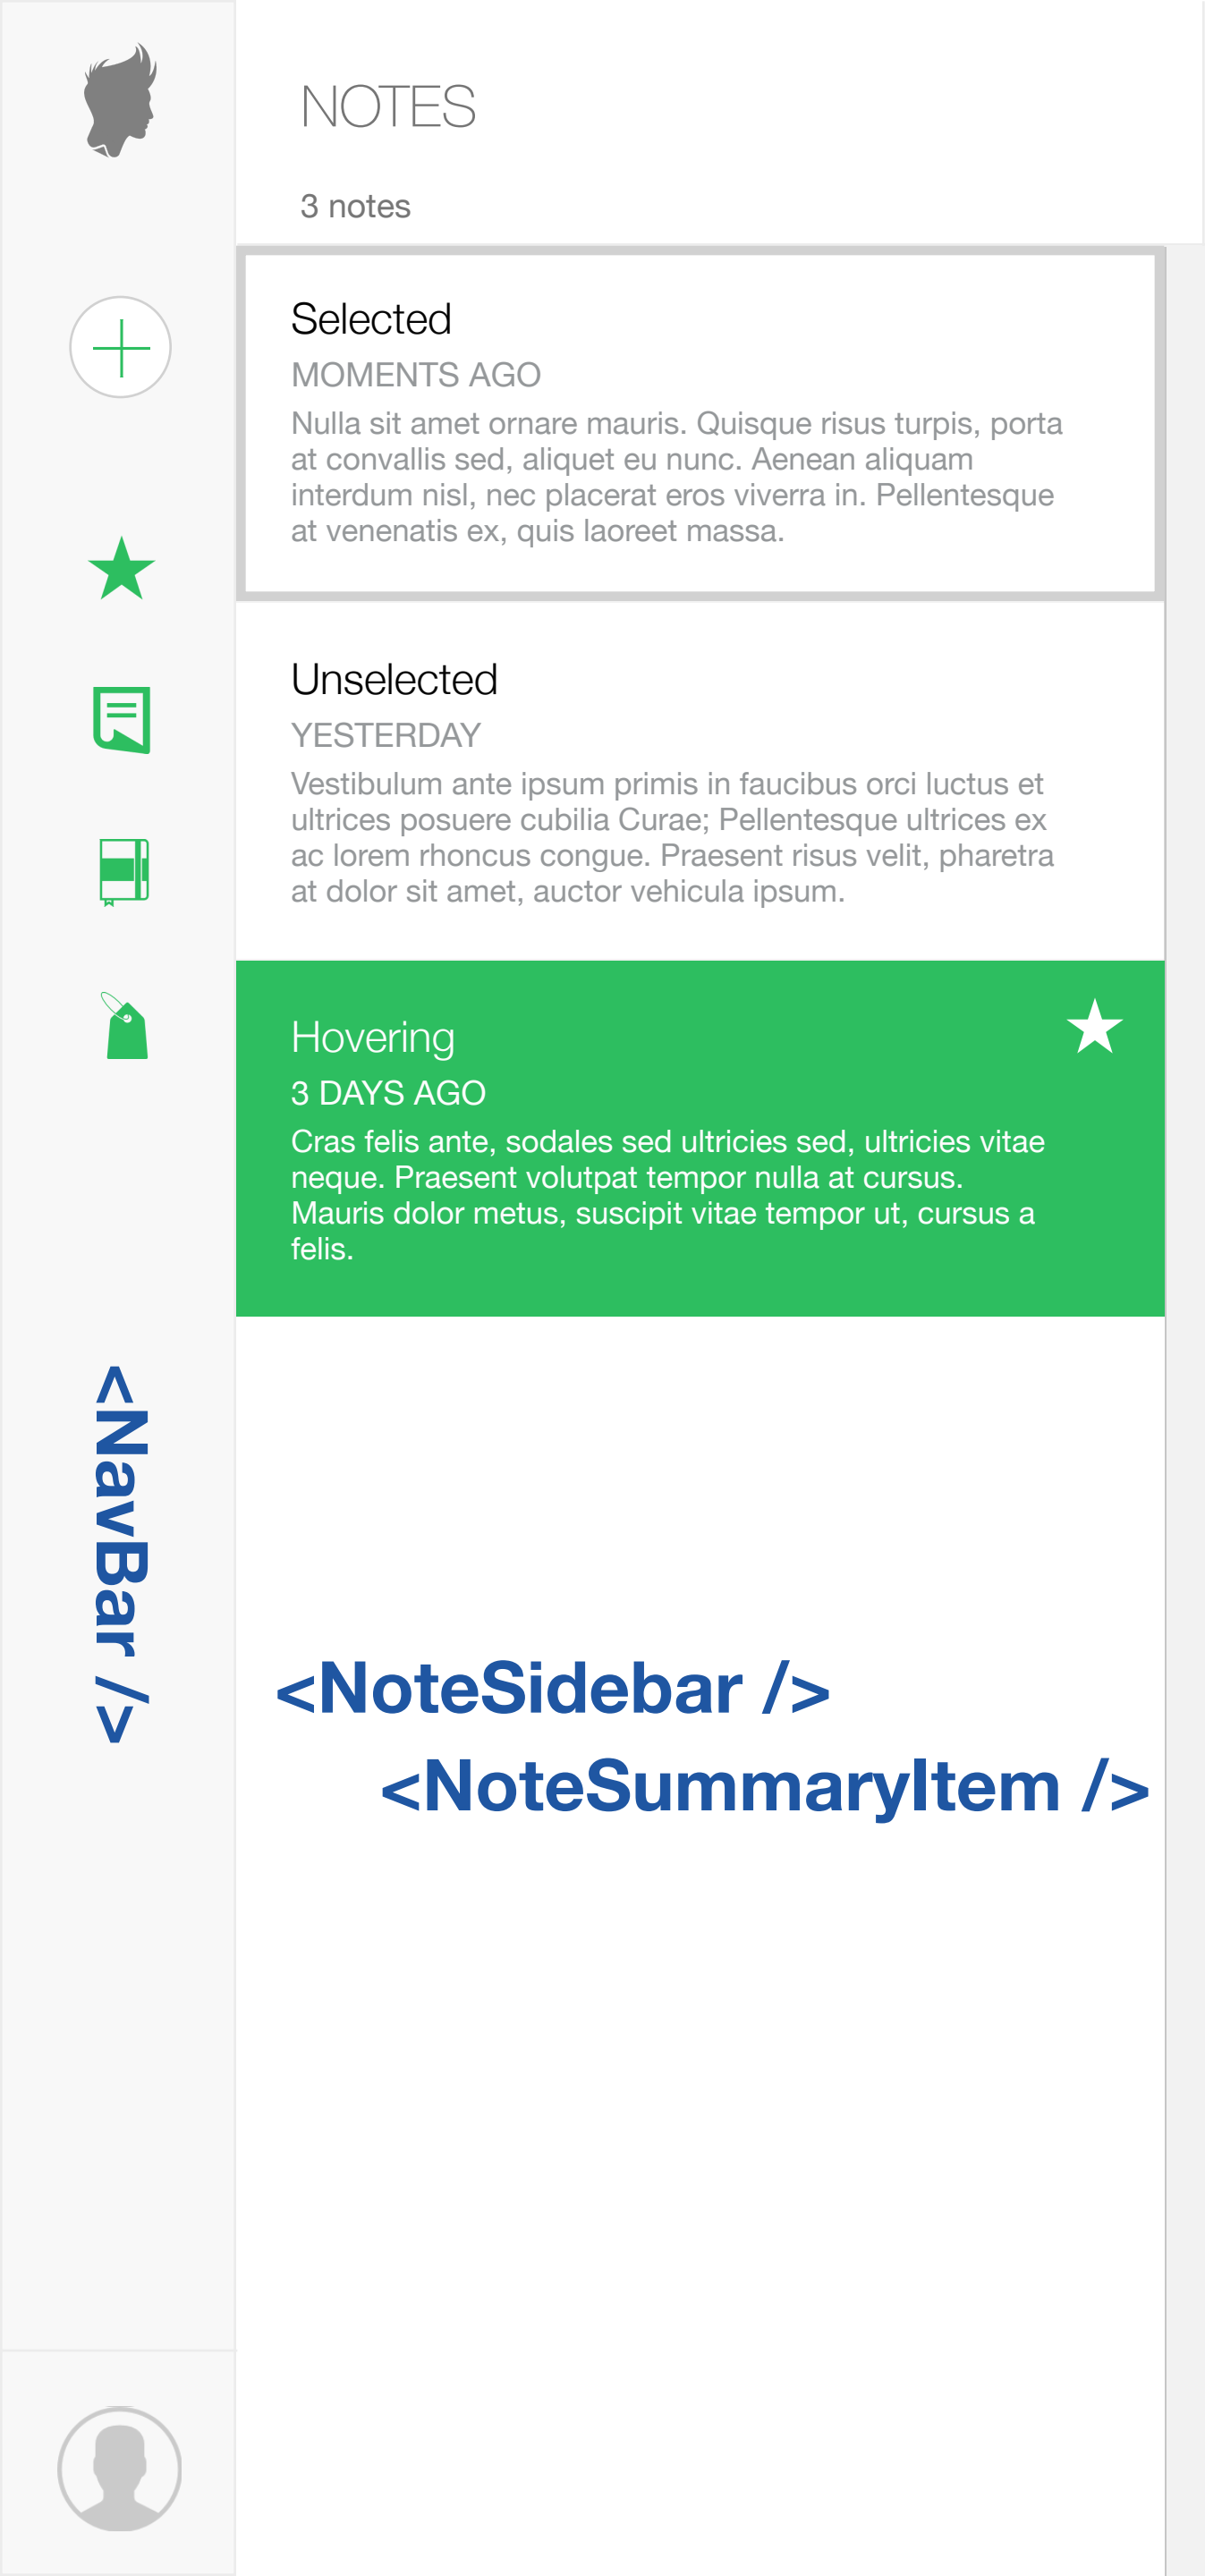 NOTES
3 notes
Selected
MOMENTS AGO
Nulla sit amet ornare mauris. Quisque risus turpis, porta
at convallis sed, aliquet eu nunc. Aenean aliquam
interdum nisl, nec placerat eros viverra in. Pellentesque
at venenatis ex, quis laoreet massa.
Unselected
YESTERDAY
Vestibulum ante ipsum primis in faucibus orci luctus et
ultrices posuere cubilia Curae; Pellentesque ultrices ex
ac lorem rhoncus congue. Praesent risus velit, pharetra
at dolor sit amet, auctor vehicula ipsum.
Hovering
3 DAYS AGO
Cras felis ante, sodales sed ultricies sed, ultricies vitae
neque. Praesent volutpat tempor nulla at cursus.
Mauris dolor metus, suscipit vitae tempor ut, cursus a
felis.
<NavBar />
<NoteSidebar />
<NoteSummaryItem />